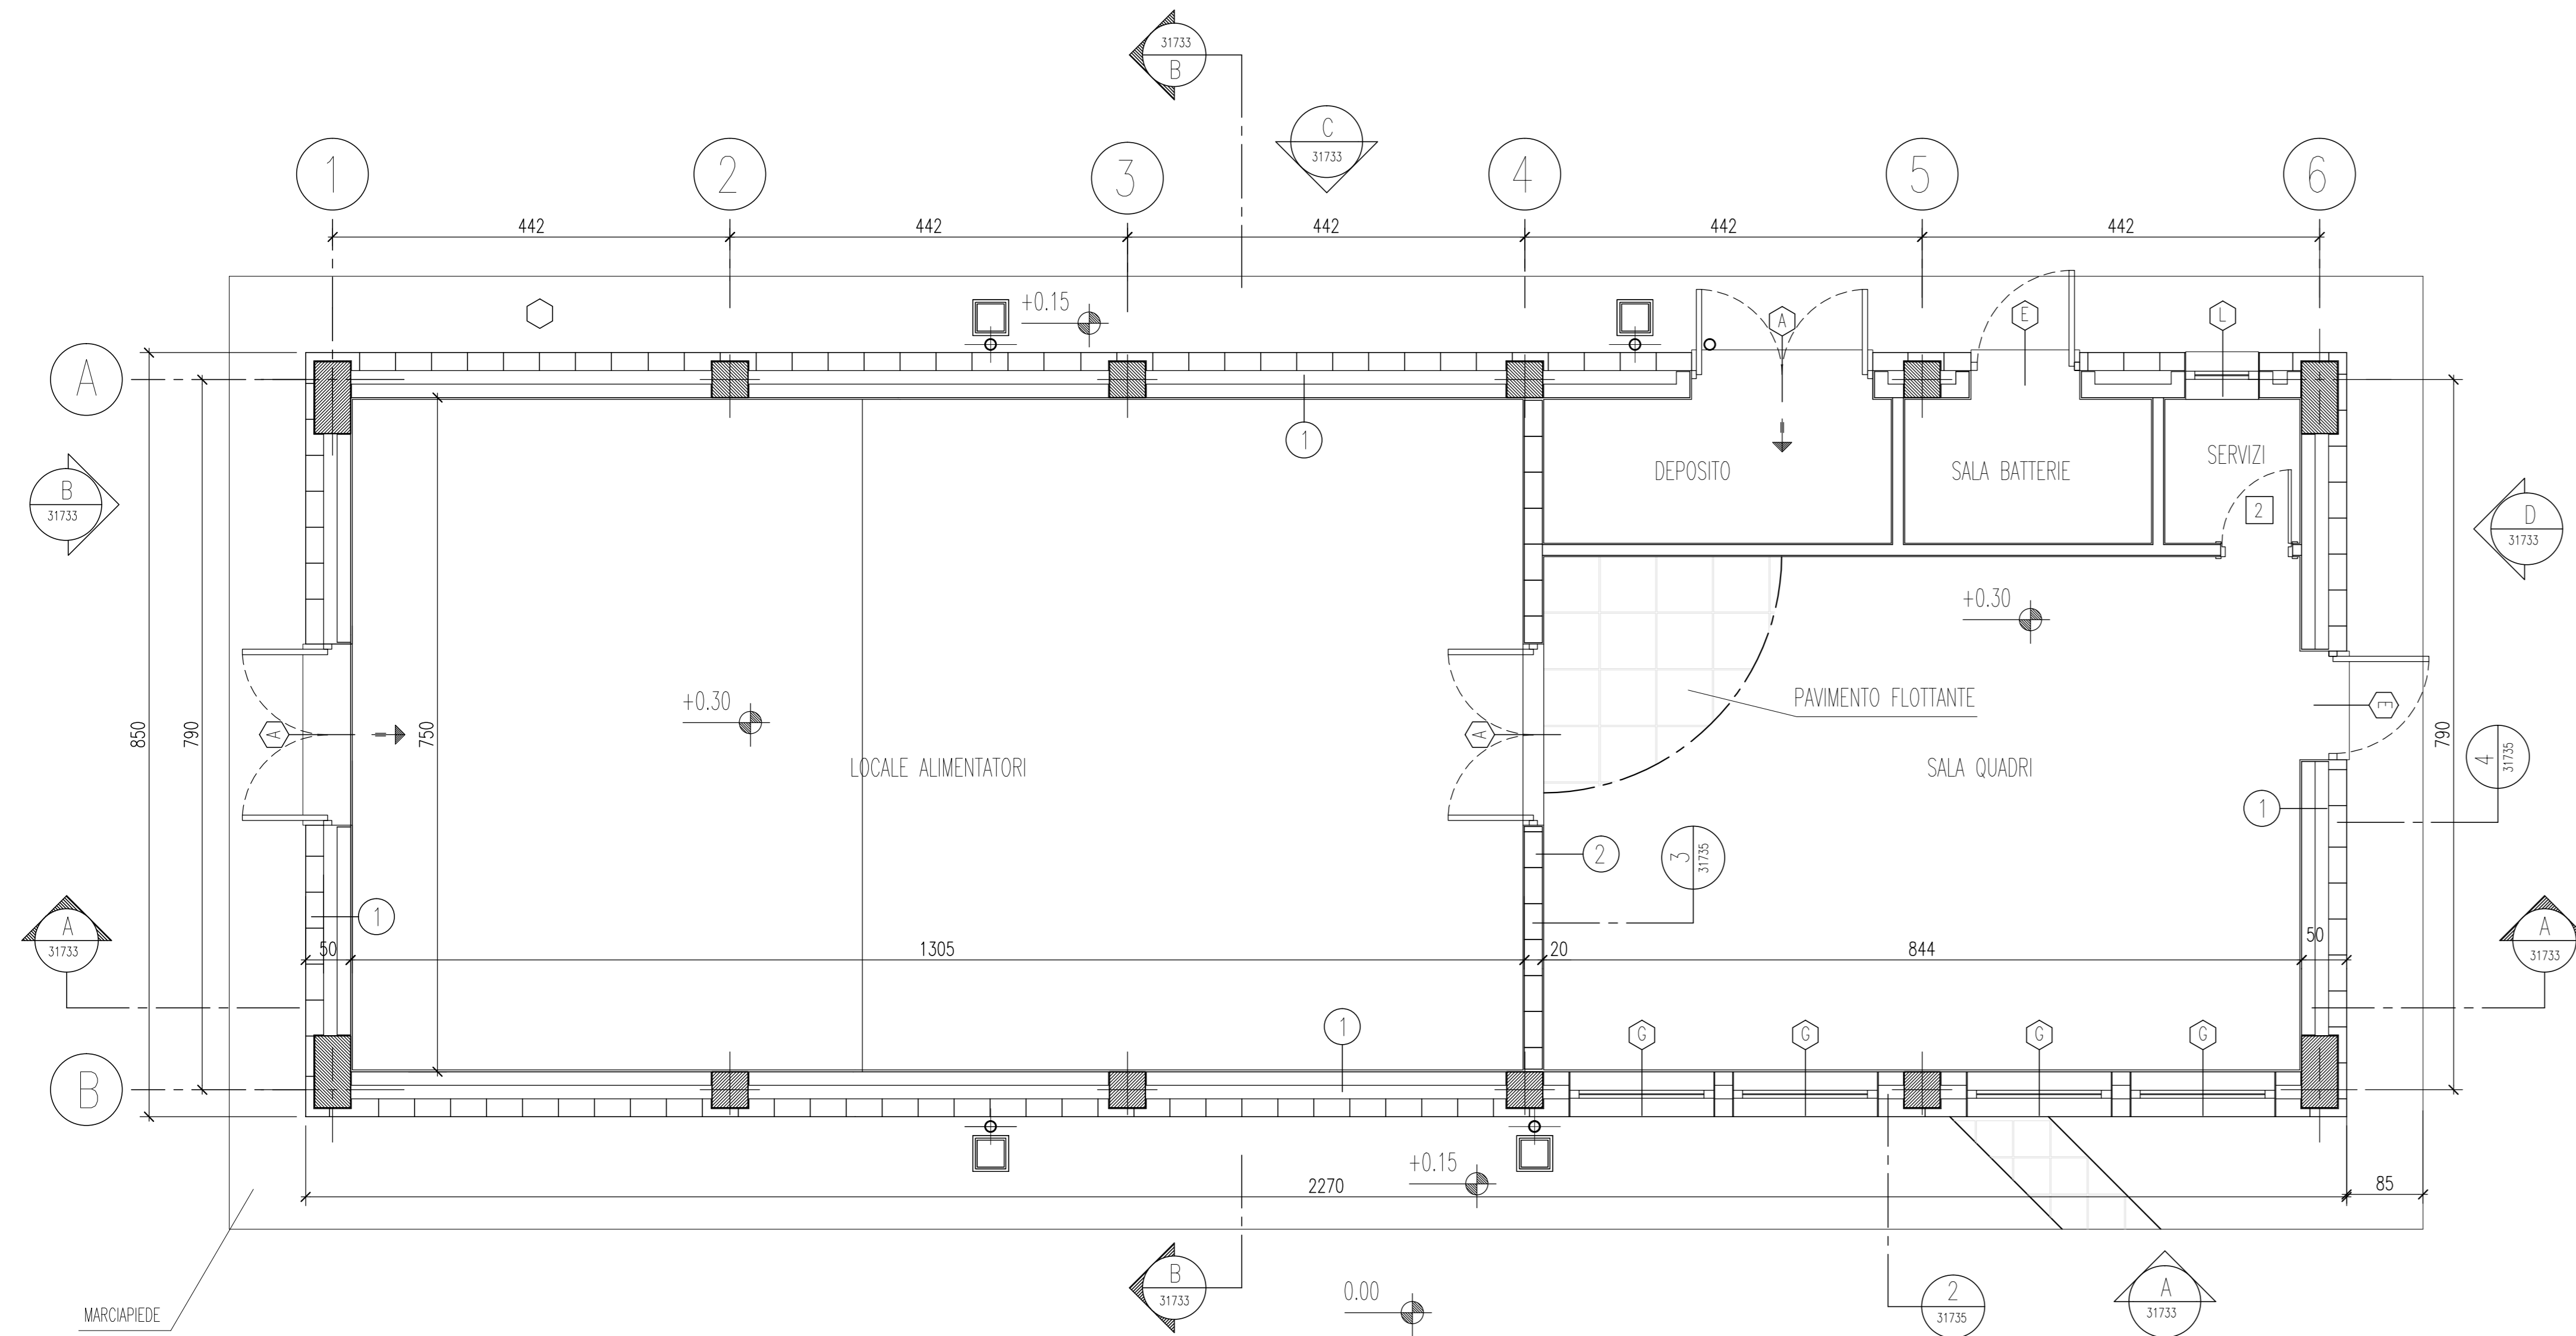 31733
B
C
31733
1
2
3
4
5
6
442
442
442
442
442
+0.15
A
E
L
A
1
DEPOSITO
SALA BATTERIE
SERVIZI
2
B
31733
D
31733
+0.30
+0.30
PAVIMENTO FLOTTANTE
850
790
A
750
A
E
790
LOCALE ALIMENTATORI
SALA QUADRI
4
31735
1
2
3
31735
1
A
31733
50
1305
20
844
50
A
31733
1
G
G
G
G
B
+0.15
2270
85
MARCIAPIEDE
B
31733
0.00
2
31735
A
31733